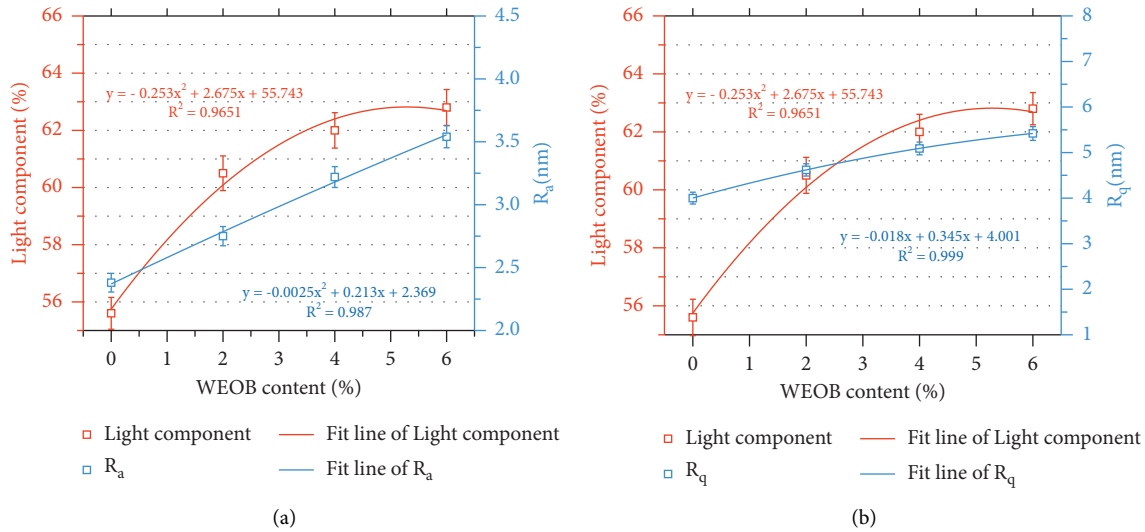 66
64
62
60
58
56
Light component (%)
y = - 0.253x² + 2.675x + 55.743
R² = 0.9651
y = -0.0025x² + 0.213x + 2.369
R² = 0.987
4.5
4.0
3.5
3.0
2.5
2.0
Rₐ(nm)
0 1 2 3 4 5 6
WEOB content (%)
Light component Fit line of Light component
Rₐ Fit line of Rₐ
(a)
66
64
62
60
58
56
Light component (%)
y = - 0.253x² + 2.675x + 55.743
R² = 0.9651
y = -0.018x + 0.345x + 4.001
R² = 0.999
8
7
6
5
4
3
2
1
R_q(nm)
0 1 2 3 4 5 6
WEOB content (%)
Light component Fit line of Light component
R_q Fit line of R_q
(b)